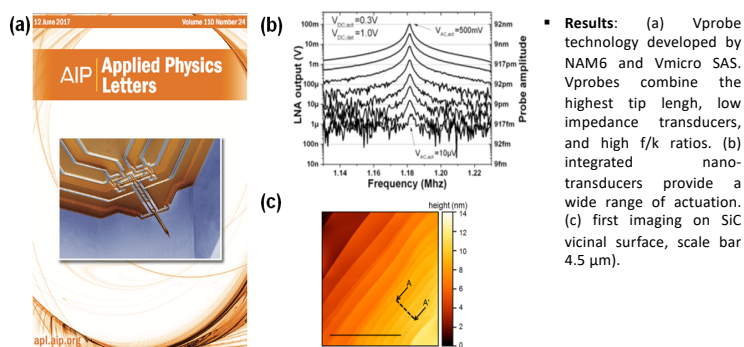 (a)
12 June 2017 Volume 110 Number 24
AIP Applied Physics
Letters
apl.aip.org
(b)
100m
10m
1m
100µ
10µ
1µ
100n
10n
LNA output (V)
V_DC,act=0.3V
V_DC,def=1.0V
V_AC,act=500mV
V_AC,act=10µV
92nm
9nm
917pm
92pm
9pm
917fm
92fm
9fm
Probe amplitude
1.14 1.16 1.18 1.20 1.22
Frequency (Mhz)
(c)
height (nm)
14
12
10
8
6
4
2
0
A
A'
▪ Results: (a) Vprobe
technology developed by
NAM6 and Vmicro SAS.
Vprobes combine the
highest tip lengh, low
impedance transducers,
and high f/k ratios. (b)
integrated nano-
transducers provide a
wide range of actuation.
(c) first imaging on SiC
vicinal surface, scale bar
4.5 µm).